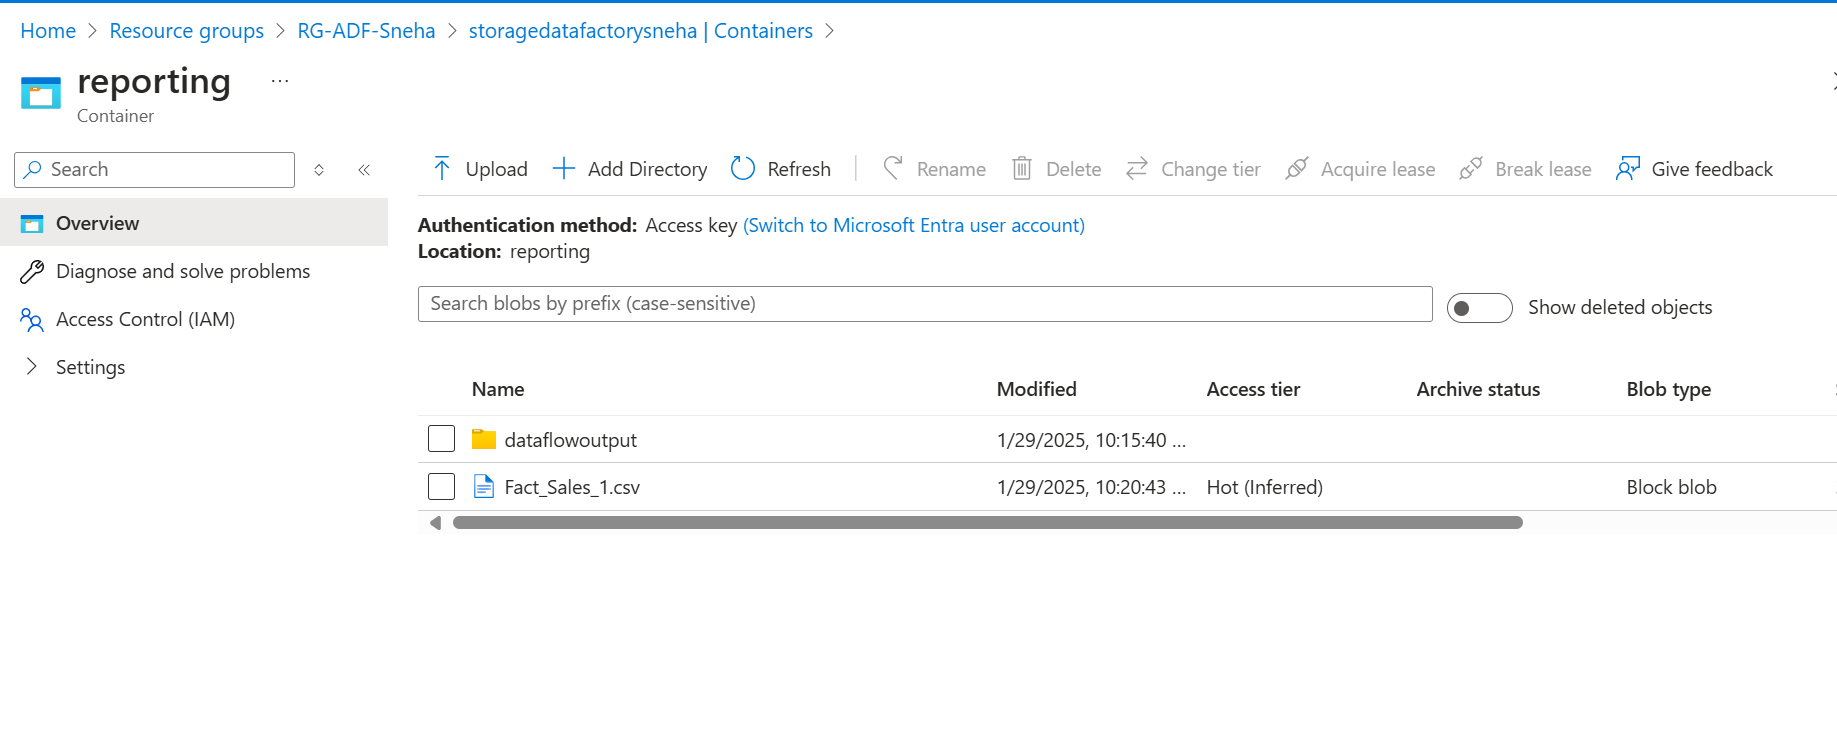 Home > Resource groups > RG-ADF-Sneha > storagedatafactorysneha | Containers >
reporting ...
Container
Search
Overview
Diagnose and solve problems
Access Control (IAM)
Settings
Upload Add Directory Refresh Rename Delete Change tier Acquire lease Break lease Give feedback
Authentication method: Access key (Switch to Microsoft Entra user account)
Location: reporting
Search blobs by prefix (case-sensitive)
Show deleted objects
Name Modified Access tier Archive status Blob type
dataflowoutput 1/29/2025, 10:15:40 ...
Fact_Sales_1.csv 1/29/2025, 10:20:43 ... Hot (Inferred) Block blob